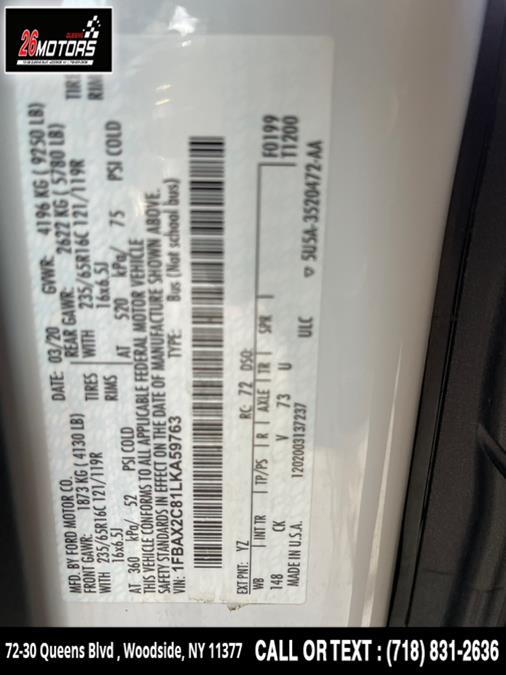 QUEENS
26MOTORS
MFD. BY FORD MOTOR CO.
DATE: 03/20 GVWR: 4196 KG ( 9250 LB)
FRONT GAWR: 1873 KG ( 4130 LB)
REAR GAWR: 2622 KG ( 5780 LB)
WITH 235/65R16C 121/119R TIRES
WITH 235/65R16C 121/119R TIRE
16x6.5J RIMS
16x6.5J RIMS
AT 360 kPa/ 52 PSI COLD
AT 520 kPa/ 75 PSI COLD
THIS VEHICLE CONFORMS TO ALL APPLICABLE FEDERAL MOTOR VEHICLE
SAFETY STANDARDS IN EFFECT ON THE DATE OF MANUFACTURE SHOWN ABOVE.
VIN: 1FBAX2C81LKA59763
TYPE: Bus (Not school bus)
EXT PNT: YZ RC: 72 DSO: F0199
WB INT TR TP/PS R AXLE TR SPR T1200
148 CK V 73 U
MADE IN U.S.A.
1202003137237
ULC
5U5A-3520472-AA
72-30 Queens Blvd , Woodside, NY 11377 CALL OR TEXT : (718) 831-2636